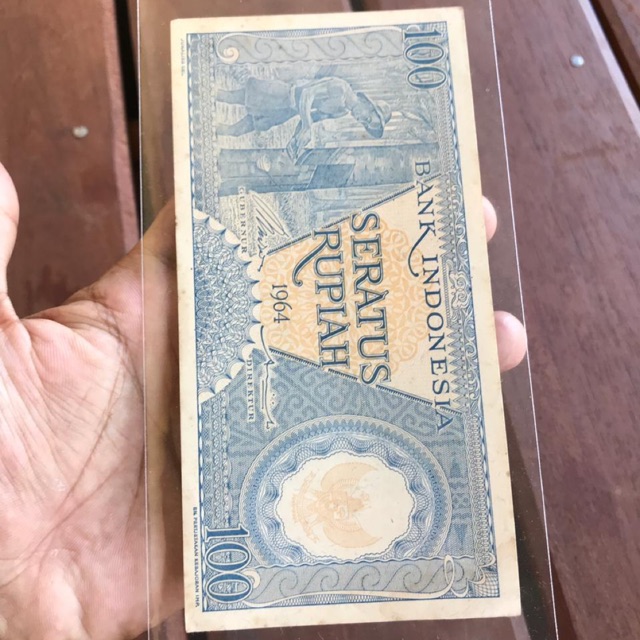 100
BANK INDONESIA
SERATUS
RUPIAH
1964
GUBERNUR
DIREKTUR
100